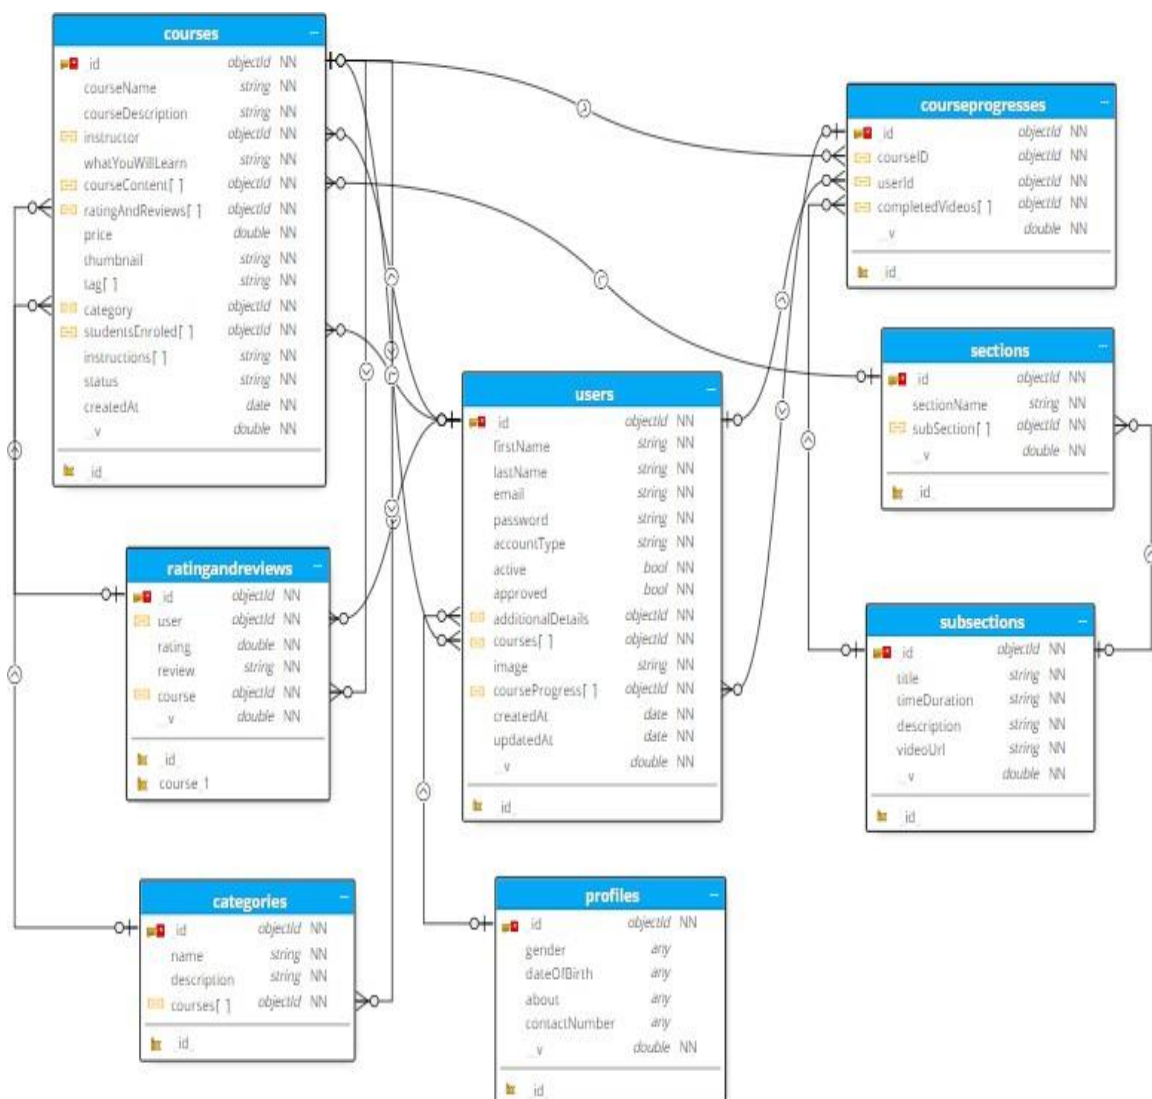 courses
_id objectId NN
courseName string NN
courseDescription string NN
instructor objectId NN
whatYouWillLearn string NN
courseContent[ ] objectId NN
ratingAndReviews[ ] objectId NN
price double NN
thumbnail string NN
tag[ ] string NN
category objectId NN
studentsEnroled[ ] objectId NN
instructions[ ] string NN
status string NN
createdAt date NN
__v double NN
_id_
courseprogresses
_id objectId NN
courseID objectId NN
userId objectId NN
completedVideos[ ] objectId NN
__v double NN
_id_
sections
_id objectId NN
sectionName string NN
subSection[ ] objectId NN
__v double NN
_id_
users
_id objectId NN
firstName string NN
lastName string NN
email string NN
password string NN
accountType string NN
active bool NN
approved bool NN
additionalDetails objectId NN
courses[ ] objectId NN
image string NN
courseProgress[ ] objectId NN
createdAt date NN
updatedAt date NN
__v double NN
_id_
ratingandreviews
_id objectId NN
user objectId NN
rating double NN
review string NN
course objectId NN
__v double NN
_id_
course_1
subsections
_id objectId NN
title string NN
timeDuration string NN
description string NN
videoUrl string NN
__v double NN
_id_
categories
_id objectId NN
name string NN
description string NN
courses[ ] objectId NN
_id_
profiles
_id objectId NN
gender any
dateOfBirth any
about any
contactNumber any
__v double NN
_id_